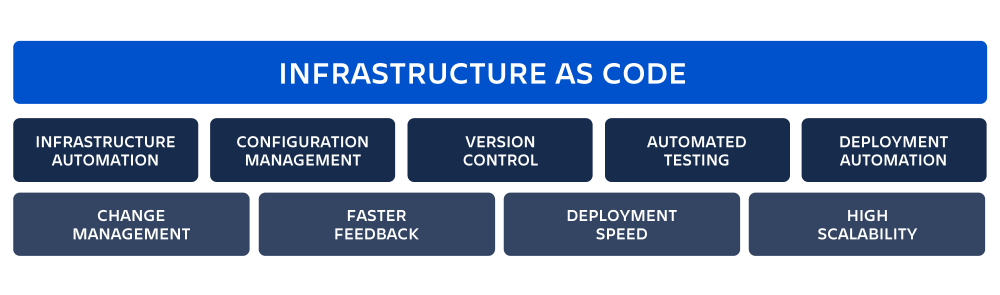 INFRASTRUCTURE AS CODE
INFRASTRUCTURE
AUTOMATION
CONFIGURATION
MANAGEMENT
VERSION
CONTROL
AUTOMATED
TESTING
DEPLOYMENT
AUTOMATION
CHANGE
MANAGEMENT
FASTER
FEEDBACK
DEPLOYMENT
SPEED
HIGH
SCALABILITY